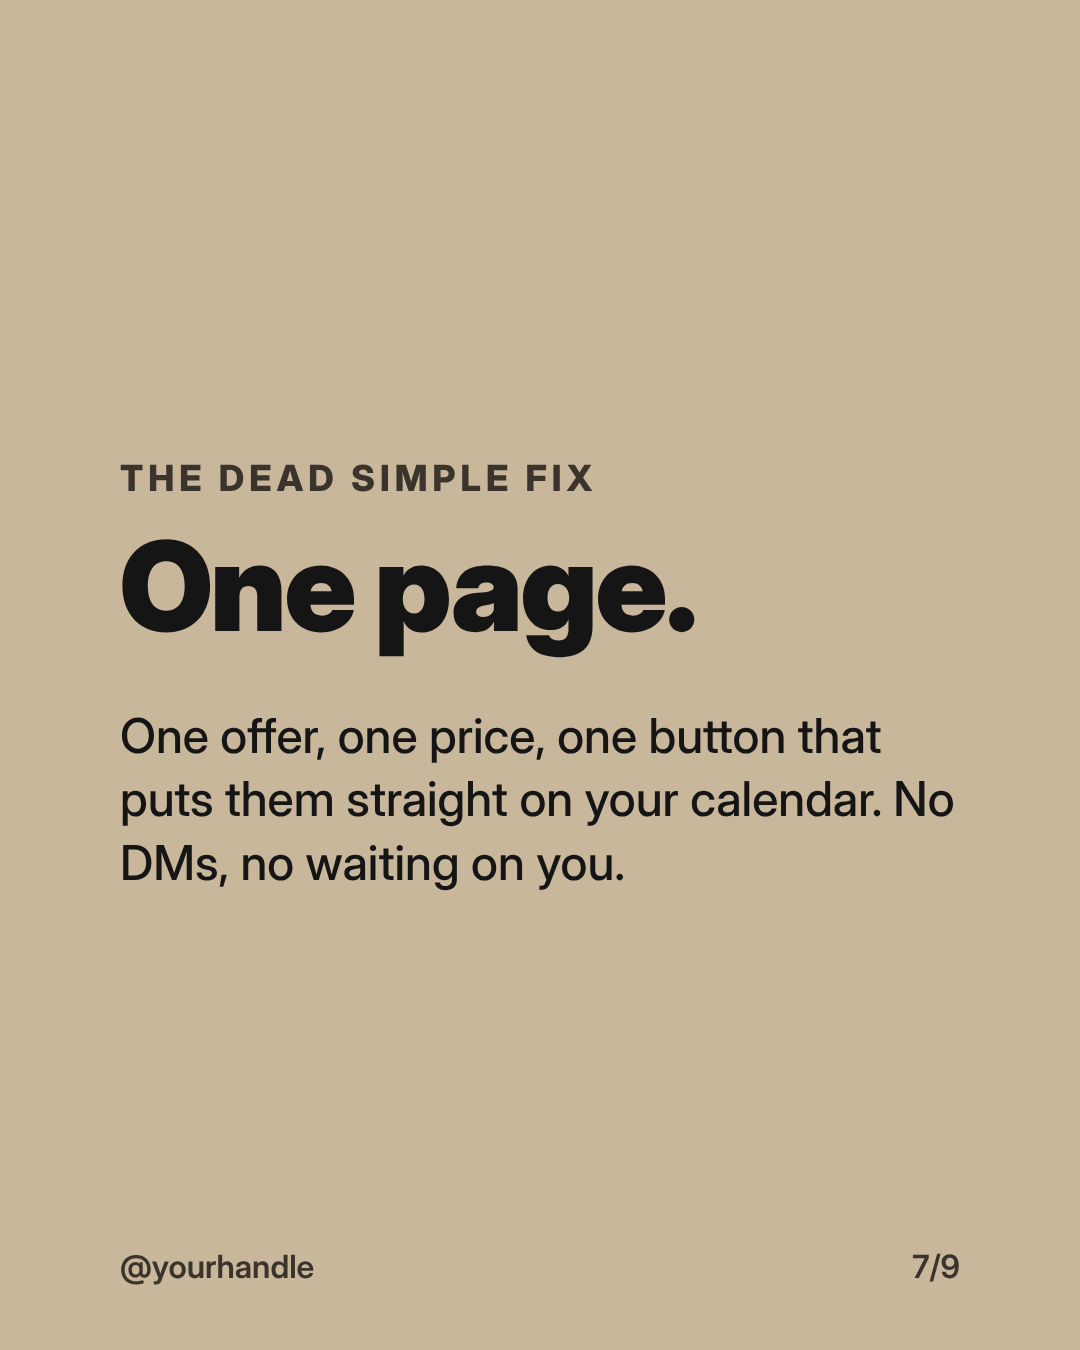 THE DEAD SIMPLE FIX
One page.
One offer, one price, one button that
puts them straight on your calendar. No
DMs, no waiting on you.
@yourhandle
7/9